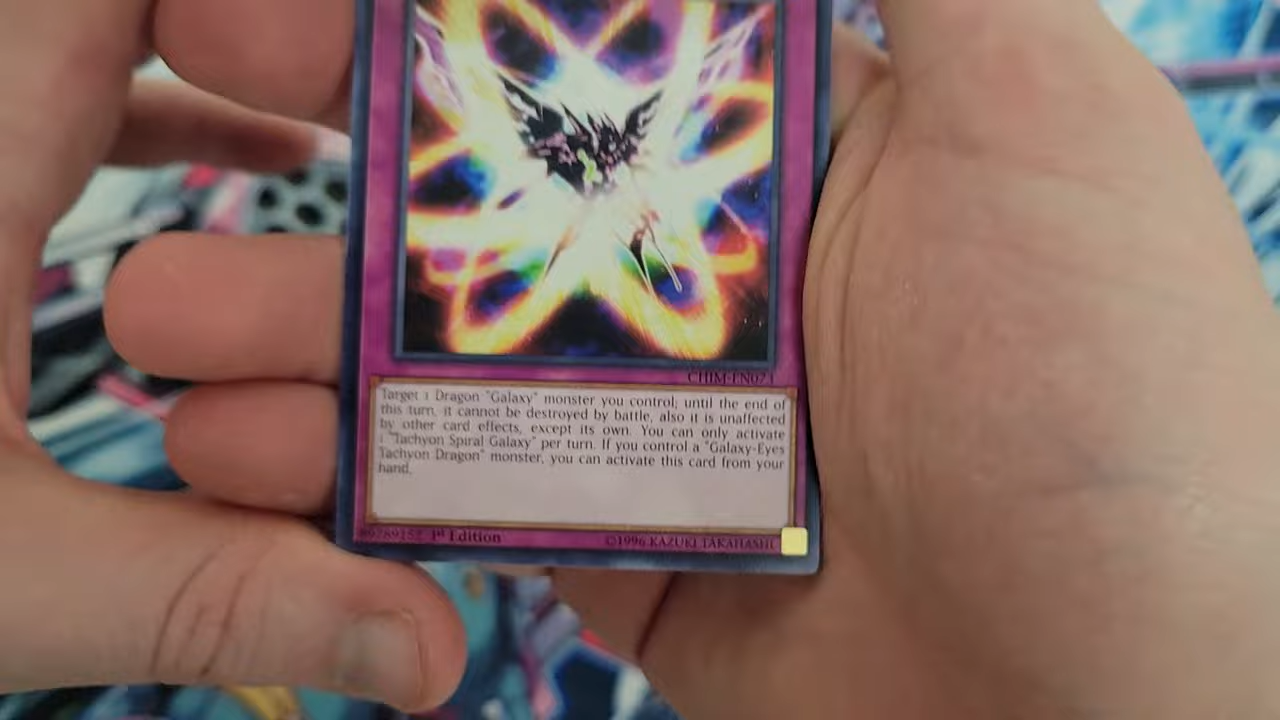 CHIM-EN071
Target 1 Dragon "Galaxy" monster you control; until the end of
this turn, it cannot be destroyed by battle, also it is unaffected
by other card effects, except its own. You can only activate
1 "Tachyon Spiral Galaxy" per turn. If you control a "Galaxy-Eyes
Tachyon Dragon" monster, you can activate this card from your
hand.
1st Edition
©1996 KAZUKI TAKAHASHI